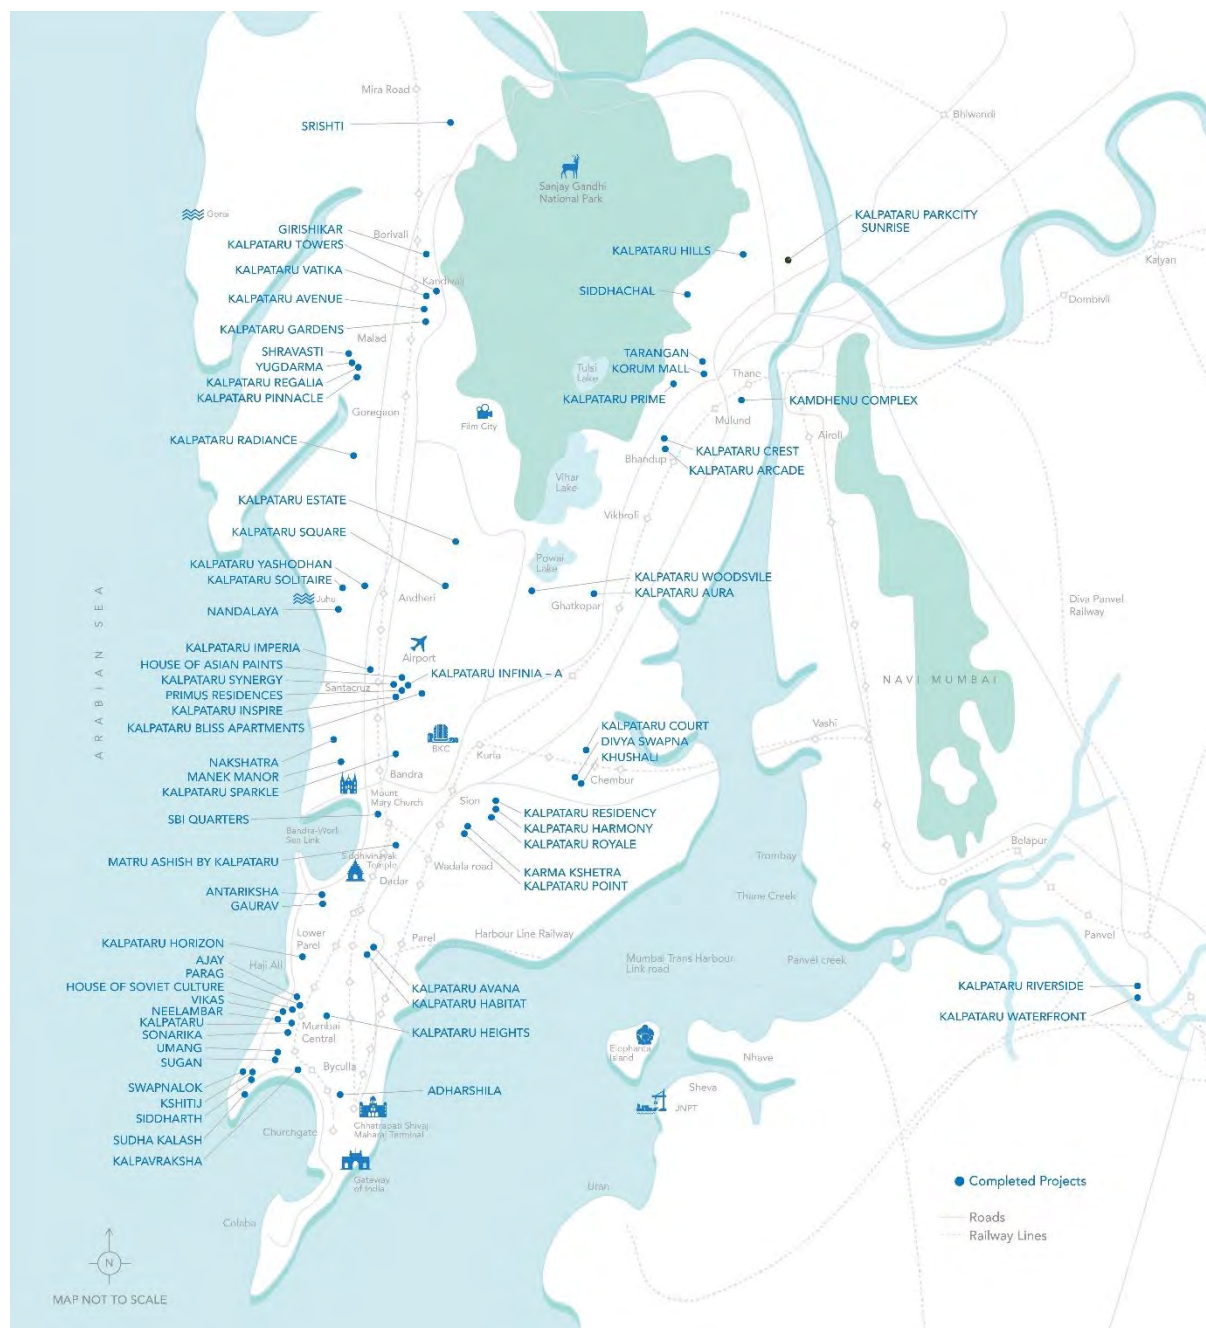 Mira Road
SRISHTI
Bhiwandi
Sanjay Gandhi
National Park
Gorai
KALPATARU PARKCITY
SUNRISE
GIRISHIKAR
Borivali
KALPATARU TOWERS
KALPATARU HILLS
Kalyan
KALPATARU VATIKA
Kandivali
SIDDHACHAL
KALPATARU AVENUE
Dombivli
KALPATARU GARDENS
Malad
SHRAVASTI
TARANGAN
YUGDARMA
KORUM MALL
Tulsi
Lake
Thane
KALPATARU REGALIA
KALPATARU PINNACLE
KALPATARU PRIME
KAMDHENU COMPLEX
Goregaon
Mulund
Film City
KALPATARU RADIANCE
Airoli
KALPATARU CREST
Bhandup
KALPATARU ARCADE
Vihar
Lake
KALPATARU ESTATE
Vikhroli
KALPATARU SQUARE
Powai
Lake
KALPATARU YASHODHAN
KALPATARU SOLITAIRE
KALPATARU WOODSVILE
KALPATARU AURA
Juhu
Andheri
Ghatkopar
NANDALAYA
Diva Panvel
Railway
ARABIAN SEA
KALPATARU IMPERIA
Airport
HOUSE OF ASIAN PAINTS
KALPATARU INFINIA – A
KALPATARU SYNERGY
NAVI MUMBAI
PRIMUS RESIDENCES
Santacruz
KALPATARU INSPIRE
KALPATARU BLISS APARTMENTS
KALPATARU COURT
Vashi
DIVYA SWAPNA
BKC
Kurla
KHUSHALI
NAKSHATRA
MANEK MANOR
Bandra
Chembur
KALPATARU SPARKLE
Mount
Mary Church
Sion
SBI QUARTERS
KALPATARU RESIDENCY
KALPATARU HARMONY
Bandra-Worli
Sea Link
KALPATARU ROYALE
Belapur
MATRU ASHISH BY KALPATARU
Siddhivinayak
Temple
Wadala road
Trombay
KARMA KSHETRA
KALPATARU POINT
Dadar
ANTARIKSHA
Thane Creek
GAURAV
Lower
Parel
Parel
Harbour Line Railway
Panvel
KALPATARU HORIZON
Haji Ali
Mumbai Trans Harbour
Link road
Panvel creek
AJAY
PARAG
HOUSE OF SOVIET CULTURE
KALPATARU AVANA
KALPATARU RIVERSIDE
VIKAS
KALPATARU HABITAT
NEELAMBAR
KALPATARU WATERFRONT
KALPATARU
Mumbai
Central
KALPATARU HEIGHTS
SONARIKA
UMANG
Elephanta
Island
Nhave
SUGAN
Byculla
SWAPNALOK
ADHARSHILA
Sheva
KSHITIJ
JNPT
SIDDHARTH
Chhatrapati Shivaji
Maharaj Terminal
SUDHA KALASH
Churchgate
KALPAVRAKSHA
Gateway
of India
Uran
Completed Projects
Colaba
Roads
Railway Lines
N
MAP NOT TO SCALE